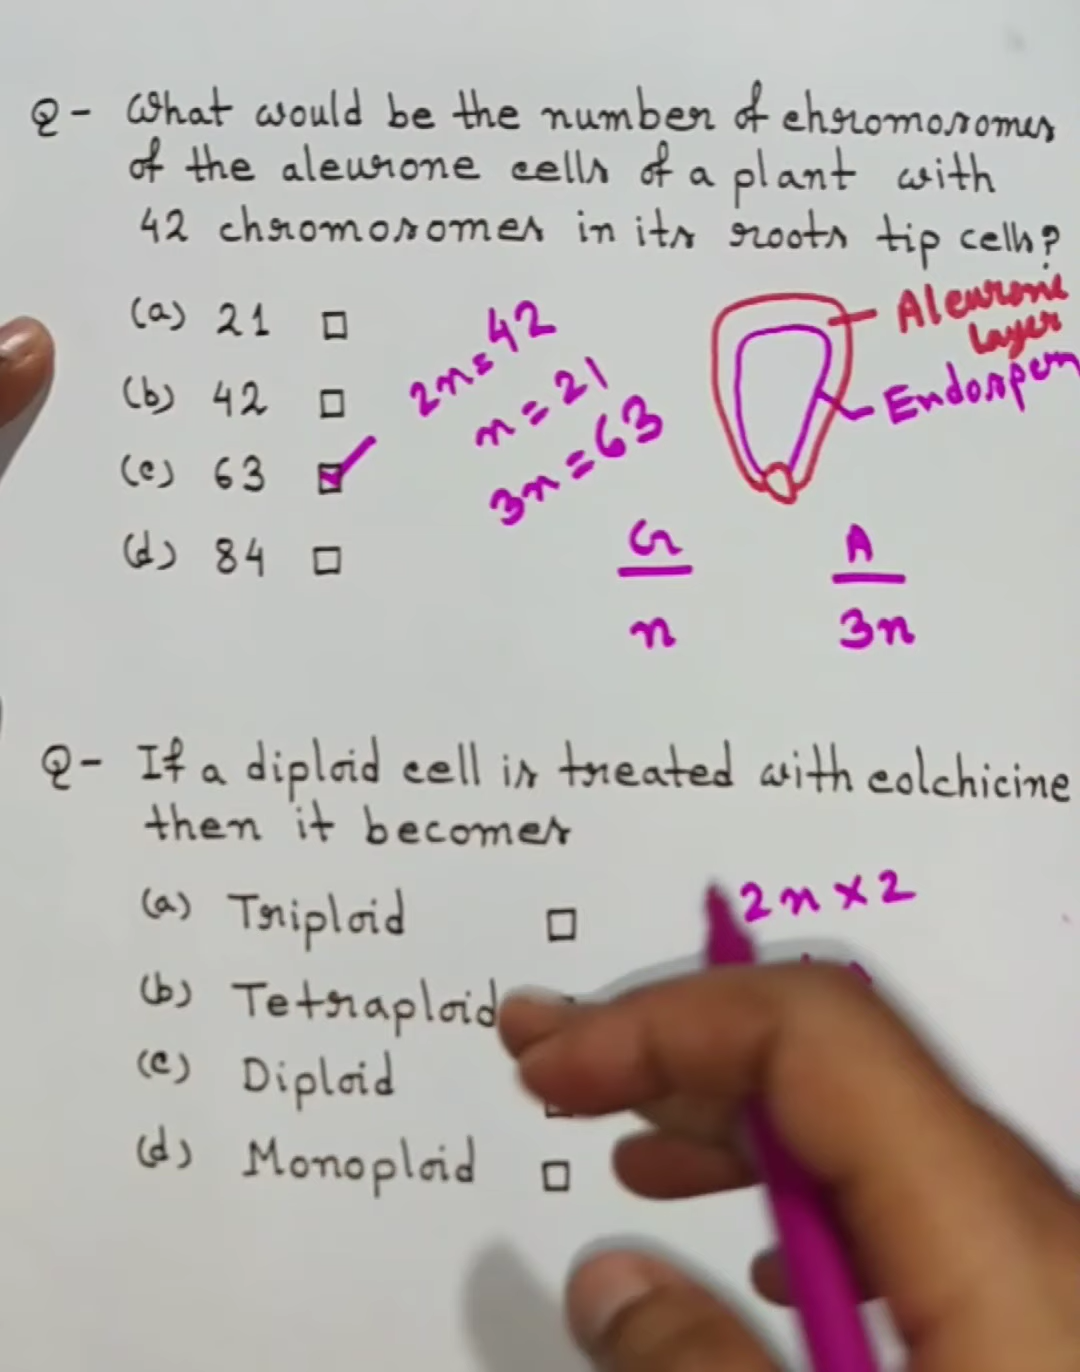 Q- What would be the number of chromosomes
of the aleurone cells of a plant with
42 chromosomes in its roots tip cells?
(a) 21
(b) 42
(c) 63
(d) 84
2n=42
n=21
3n=63
Aleurone
layer
Endosperm
G
n
A
3n
Q- If a diploid cell is treated with colchicine
then it becomes
(a) Triploid
(b) Tetraploid
(c) Diploid
(d) Monoploid
2n×2